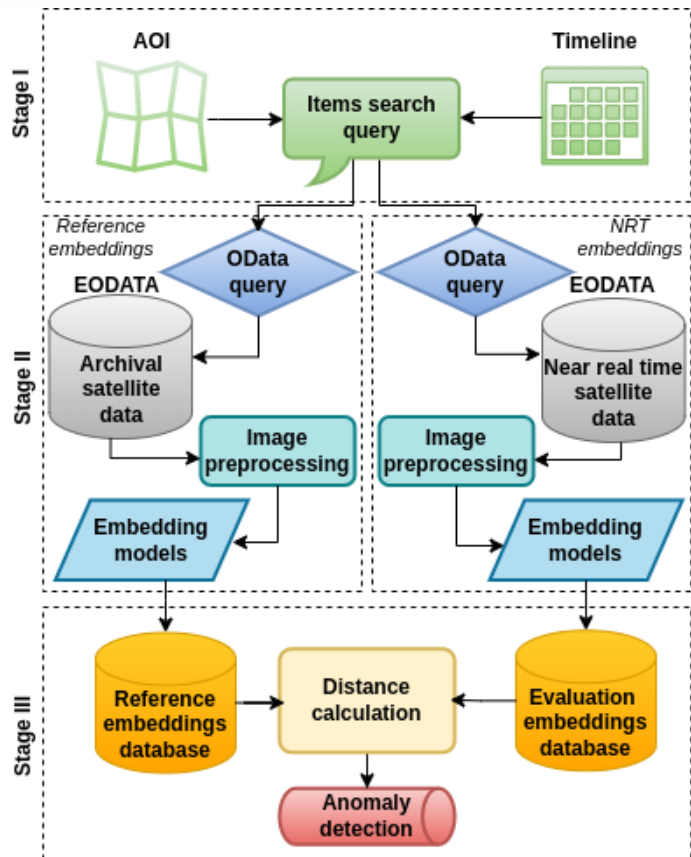 Stage I
AOI
Timeline
Items search
query
Stage II
Reference
embeddings
OData
query
EODATA
Archival
satellite
data
Image
preprocessing
Embedding
models
NRT
embeddings
OData
query
EODATA
Near real time
satellite
data
Image
preprocessing
Embedding
models
Stage III
Reference
embeddings
database
Distance
calculation
Evaluation
embeddings
database
Anomaly
detection